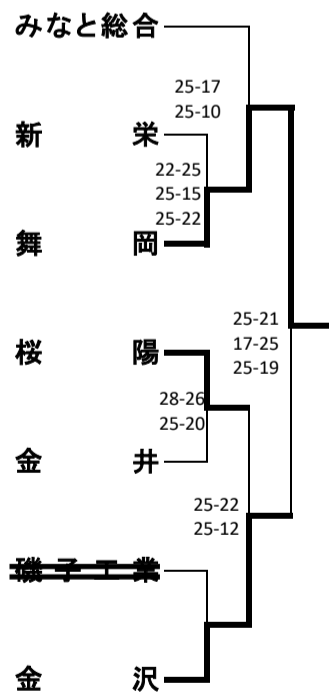 みなと総合
25-17
25-10
新 栄
22-25
25-15
25-22
舞 岡
25-21
17-25
25-19
桜 陽
28-26
25-20
金 井
25-22
25-12
磯子工業
金 沢